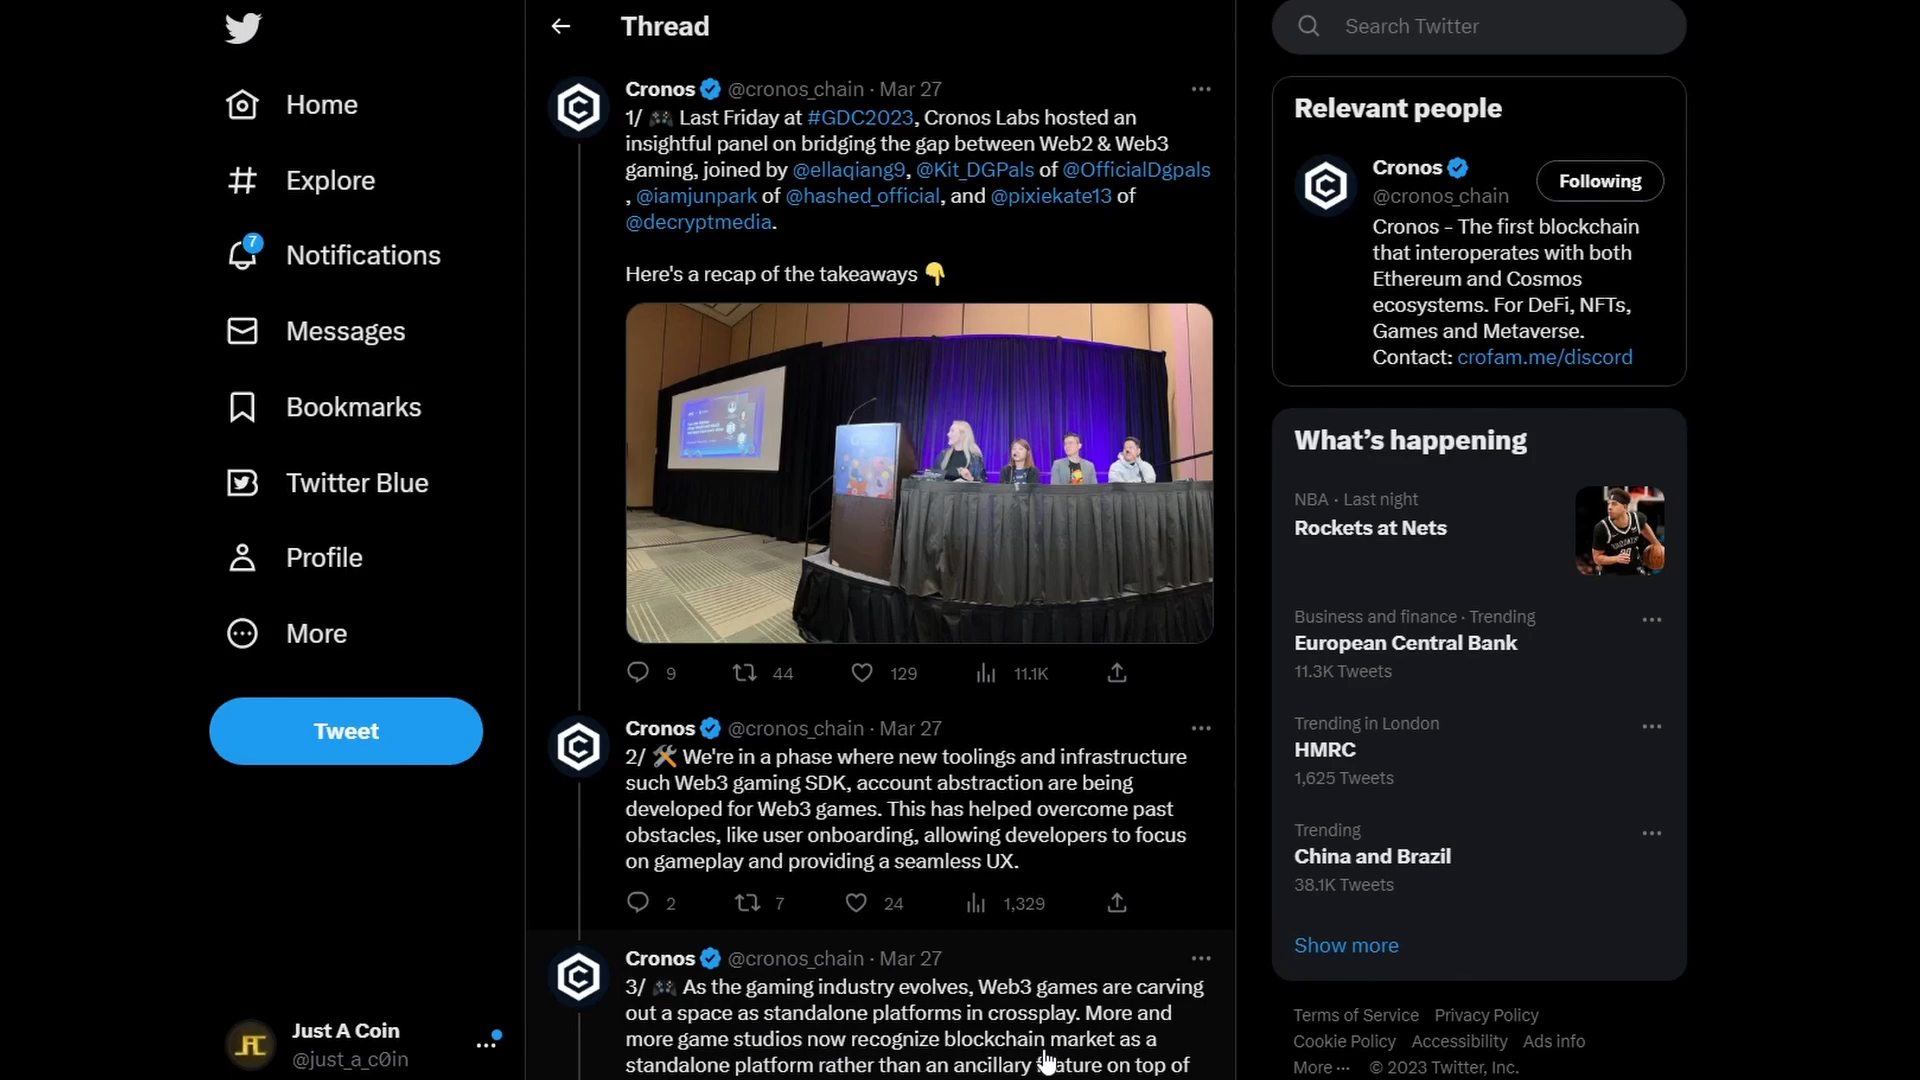 Home
Explore
7
Notifications
Messages
Bookmarks
Twitter Blue
Profile
More
Tweet
Just A Coin
@just_a_c0in
Thread
Cronos @cronos_chain · Mar 27
1/ 🎮 Last Friday at #GDC2023, Cronos Labs hosted an
insightful panel on bridging the gap between Web2 & Web3
gaming, joined by @ellaqiang9, @Kit_DGPals of @OfficialDgpals
, @iamjunpark of @hashed_official, and @pixiekate13 of
@decryptmedia.
Here's a recap of the takeaways 👇
9 44 129 11.1K
Cronos @cronos_chain · Mar 27
2/ 🛠 We're in a phase where new toolings and infrastructure
such Web3 gaming SDK, account abstraction are being
developed for Web3 games. This has helped overcome past
obstacles, like user onboarding, allowing developers to focus
on gameplay and providing a seamless UX.
2 7 24 1,329
Cronos @cronos_chain · Mar 27
3/ 🎮 As the gaming industry evolves, Web3 games are carving
out a space as standalone platforms in crossplay. More and
more game studios now recognize blockchain market as a
standalone platform rather than an ancillary feature on top of
Search Twitter
Relevant people
Cronos
@cronos_chain
Following
Cronos – The first blockchain
that interoperates with both
Ethereum and Cosmos
ecosystems. For DeFi, NFTs,
Games and Metaverse.
Contact: crofam.me/discord
What's happening
NBA · Last night
Rockets at Nets
Business and finance · Trending
European Central Bank
11.3K Tweets
Trending in London
HMRC
1,625 Tweets
Trending
China and Brazil
38.1K Tweets
Show more
Terms of Service Privacy Policy
Cookie Policy Accessibility Ads info
More ··· © 2023 Twitter, Inc.